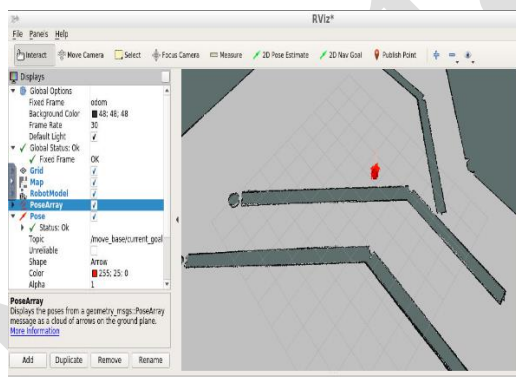 RViz*
File Panels Help
Interact Move Camera Select Focus Camera Measure 2D Pose Estimate 2D Nav Goal Publish Point
Displays
Global Options
Fixed Frame odom
Background Color 48; 48; 48
Frame Rate 30
Default Light
Global Status: Ok
Fixed Frame OK
Grid
Map
RobotModel
PoseArray
Pose
Status: Ok
Topic /move_base/current_goal
Unreliable
Shape Arrow
Color 255; 25; 0
Alpha 1
PoseArray
Displays the poses from a geometry_msgs::PoseArray
message as a cloud of arrows on the ground plane.
More Information
Add Duplicate Remove Rename